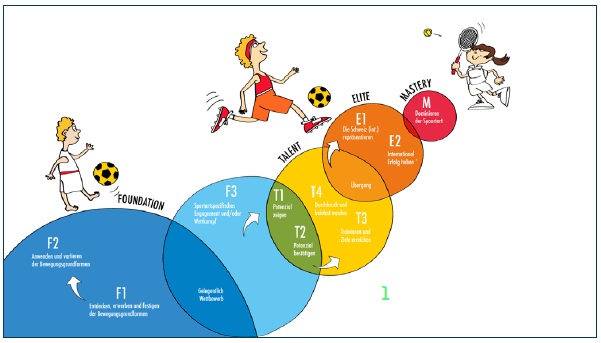 MASTERY
ELITE
M
Dominieren
der Sportart
E1
Die Schweiz (int.)
repräsentieren
E2
International
Erfolg haben
Übergang
TALENT
T1
Potenzial
zeigen
T4
Durchbruch und
belohnt werden
T3
Trainieren und
Ziele erreichen
T2
Potenzial
bestätigen
FOUNDATION
F3
Sportartspezifisches
Engagement und/oder
Wettkampf
Gelegentlich
Wettbewerb
F2
Anwenden und variieren
der Bewegungsgrundformen
F1
Entdecken, erwerben und festigen
der Bewegungsgrundformen
1